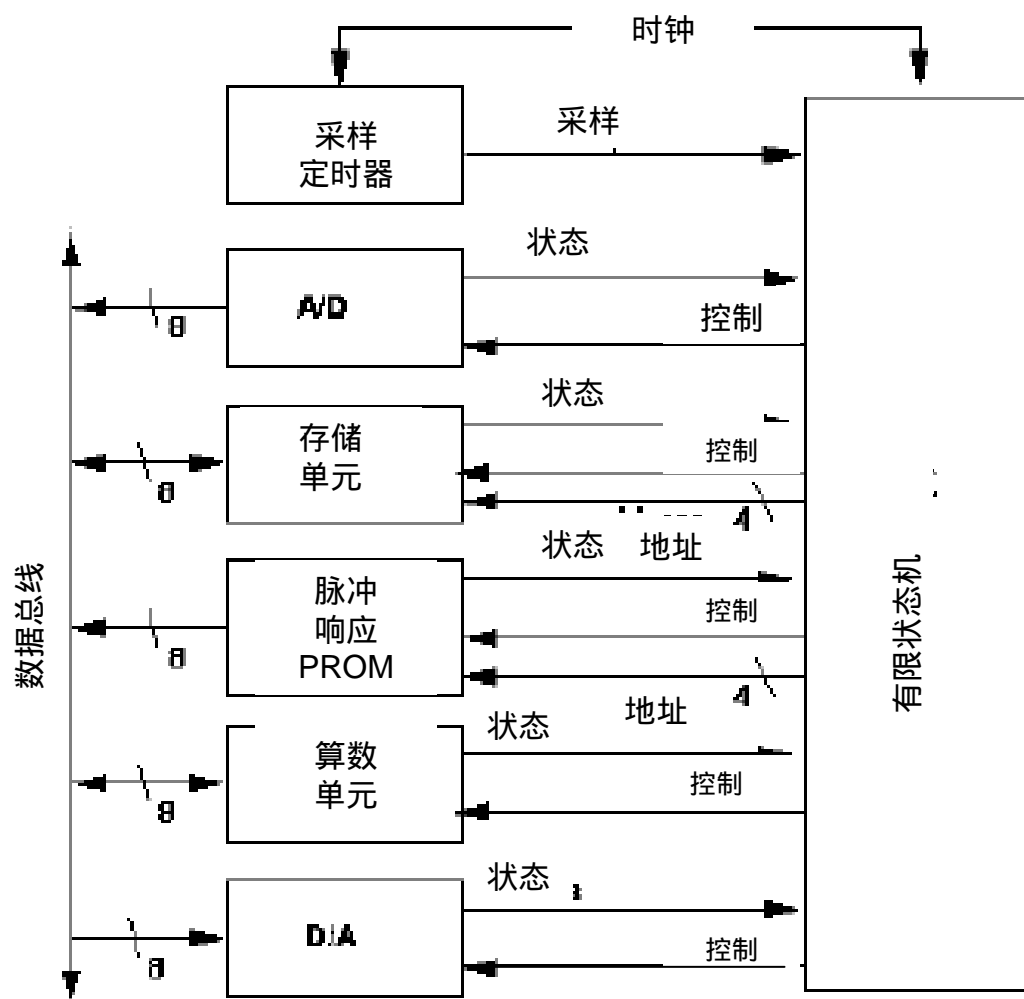 时钟
采样
定时器
采样
状态
A/D
8
控制
状态
存储
单元
控制
8
4
状态 地址
脉冲
响应
PROM
控制
8
4
地址
状态
算数
单元
控制
8
状态
D/A
控制
8
数据总线
有限状态机